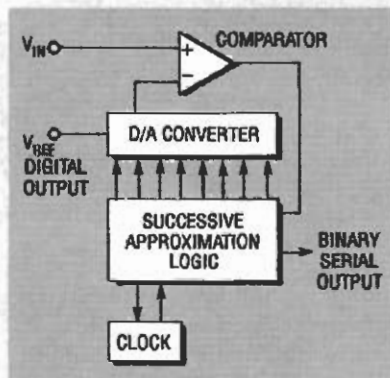 COMPARATOR
VIN
+
−
D/A CONVERTER
VREF
DIGITAL
OUTPUT
SUCCESSIVE
APPROXIMATION
LOGIC
BINARY
SERIAL
OUTPUT
CLOCK